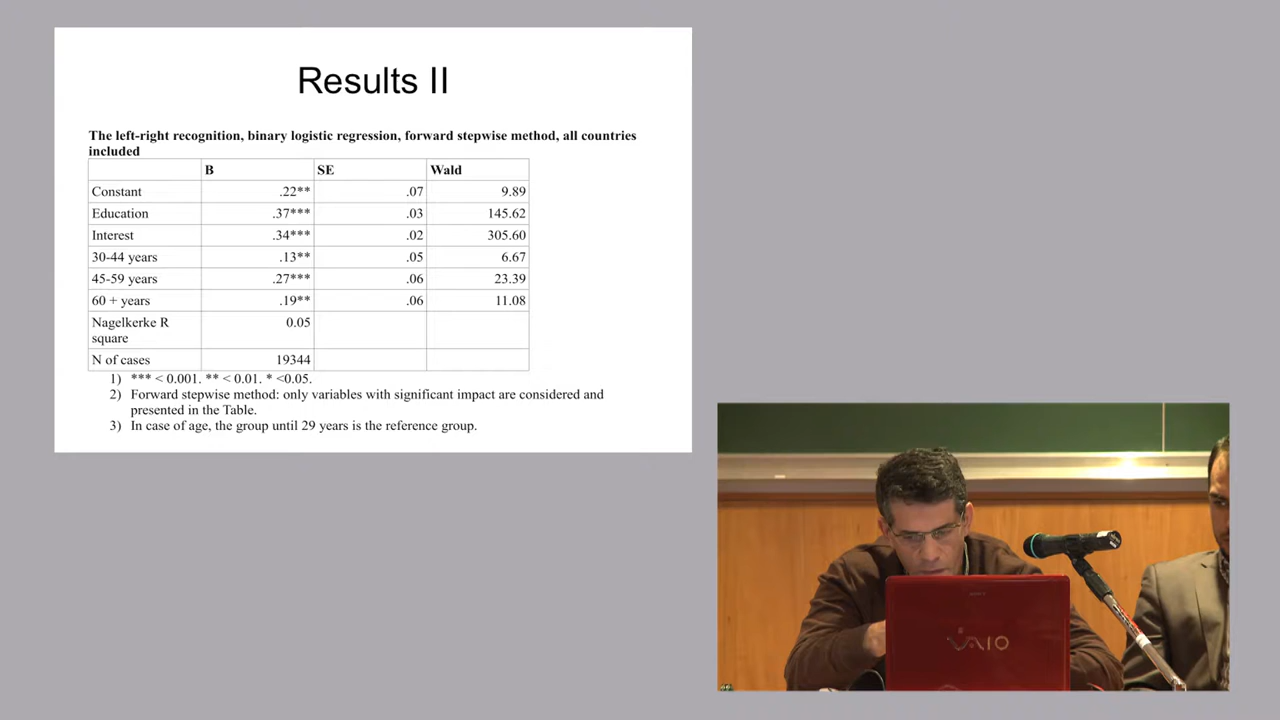 Results II
The left-right recognition, binary logistic regression, forward stepwise method, all countries
included
B SE Wald
Constant .22** .07 9.89
Education .37*** .03 145.62
Interest .34*** .02 305.60
30-44 years .13** .05 6.67
45-59 years .27*** .06 23.39
60 + years .19** .06 11.08
Nagelkerke R 0.05
square
N of cases 19344
1) *** < 0.001. ** < 0.01. * <0.05.
2) Forward stepwise method: only variables with significant impact are considered and
presented in the Table.
3) In case of age, the group until 29 years is the reference group.
SONY
VAIO